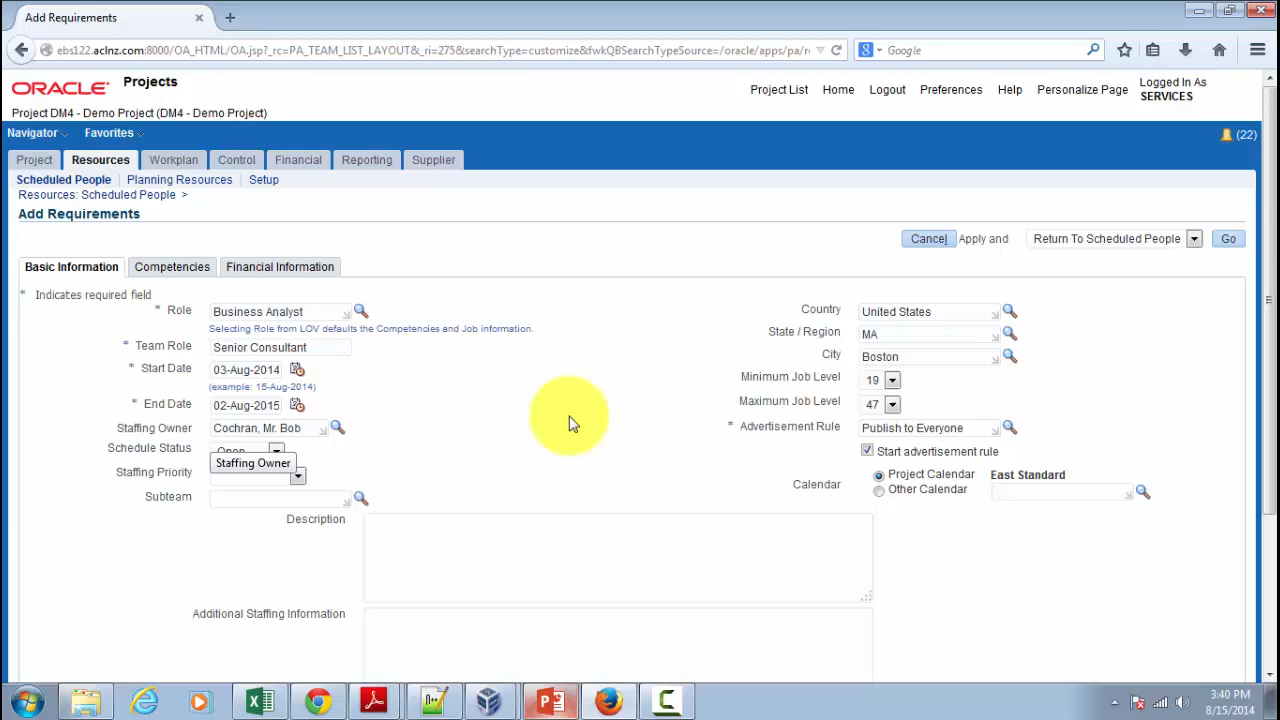 Add Requirements
ebs122.aclnz.com:8000/OA_HTML/OA.jsp?_rc=PA_TEAM_LIST_LAYOUT&_ri=275&searchType=customize&fwkQBSearchTypeSource=/oracle/apps/pa/r
Google
ORACLE Projects
Project List Home Logout Preferences Help Personalize Page
Logged In As
SERVICES
Project DM4 - Demo Project (DM4 - Demo Project)
Navigator Favorites (22)
Project Resources Workplan Control Financial Reporting Supplier
Scheduled People Planning Resources Setup
Resources: Scheduled People >
Add Requirements
Cancel Apply and Return To Scheduled People Go
Basic Information Competencies Financial Information
* Indicates required field
* Role Business Analyst
Selecting Role from LOV defaults the Competencies and Job information.
* Team Role Senior Consultant
* Start Date 03-Aug-2014
(example: 15-Aug-2014)
* End Date 02-Aug-2015
Staffing Owner Cochran, Mr. Bob
Schedule Status Open
Staffing Owner
Staffing Priority
Subteam
Country United States
State / Region MA
City Boston
Minimum Job Level 19
Maximum Job Level 47
* Advertisement Rule Publish to Everyone
Start advertisement rule
Calendar Project Calendar East Standard
Other Calendar
Description
Additional Staffing Information
3:40 PM
8/15/2014